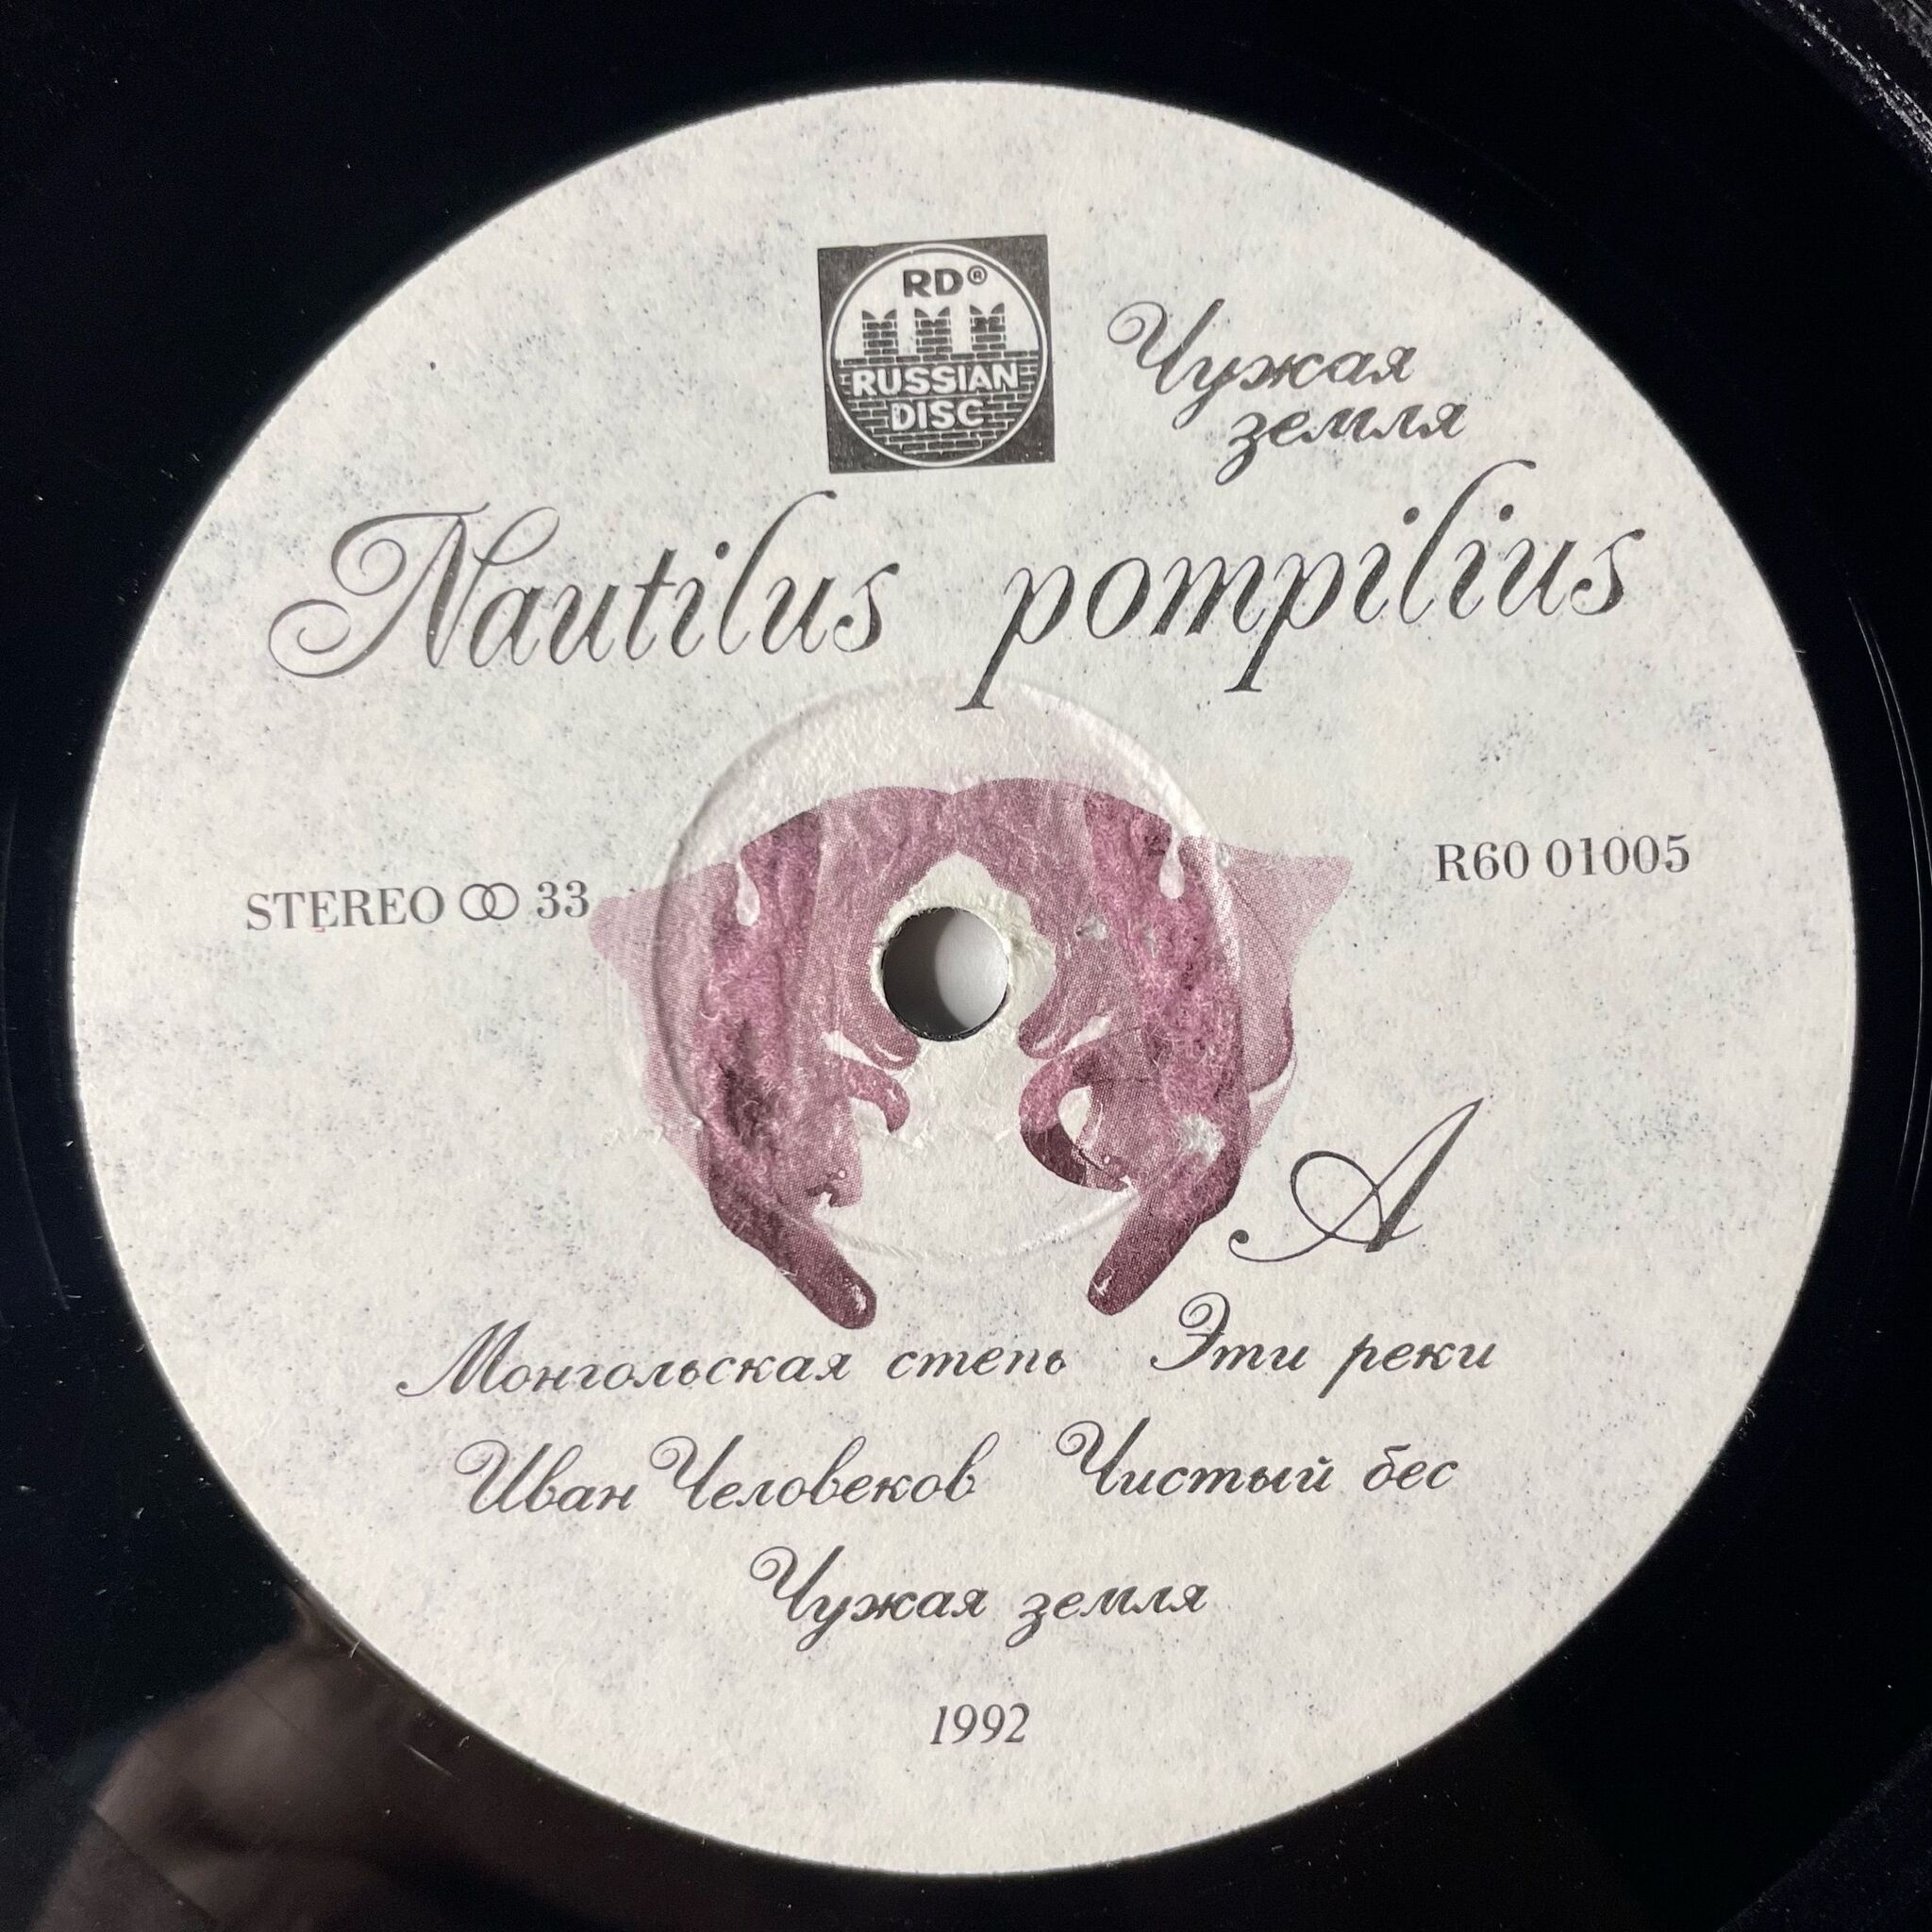 RD®
RUSSIAN
DISC
Чужая
земля
Nautilus pompilius
STEREO 33
R60 01005
A
Монгольская степь Эти реки
Иван Человеков Чистый бес
Чужая земля
1992